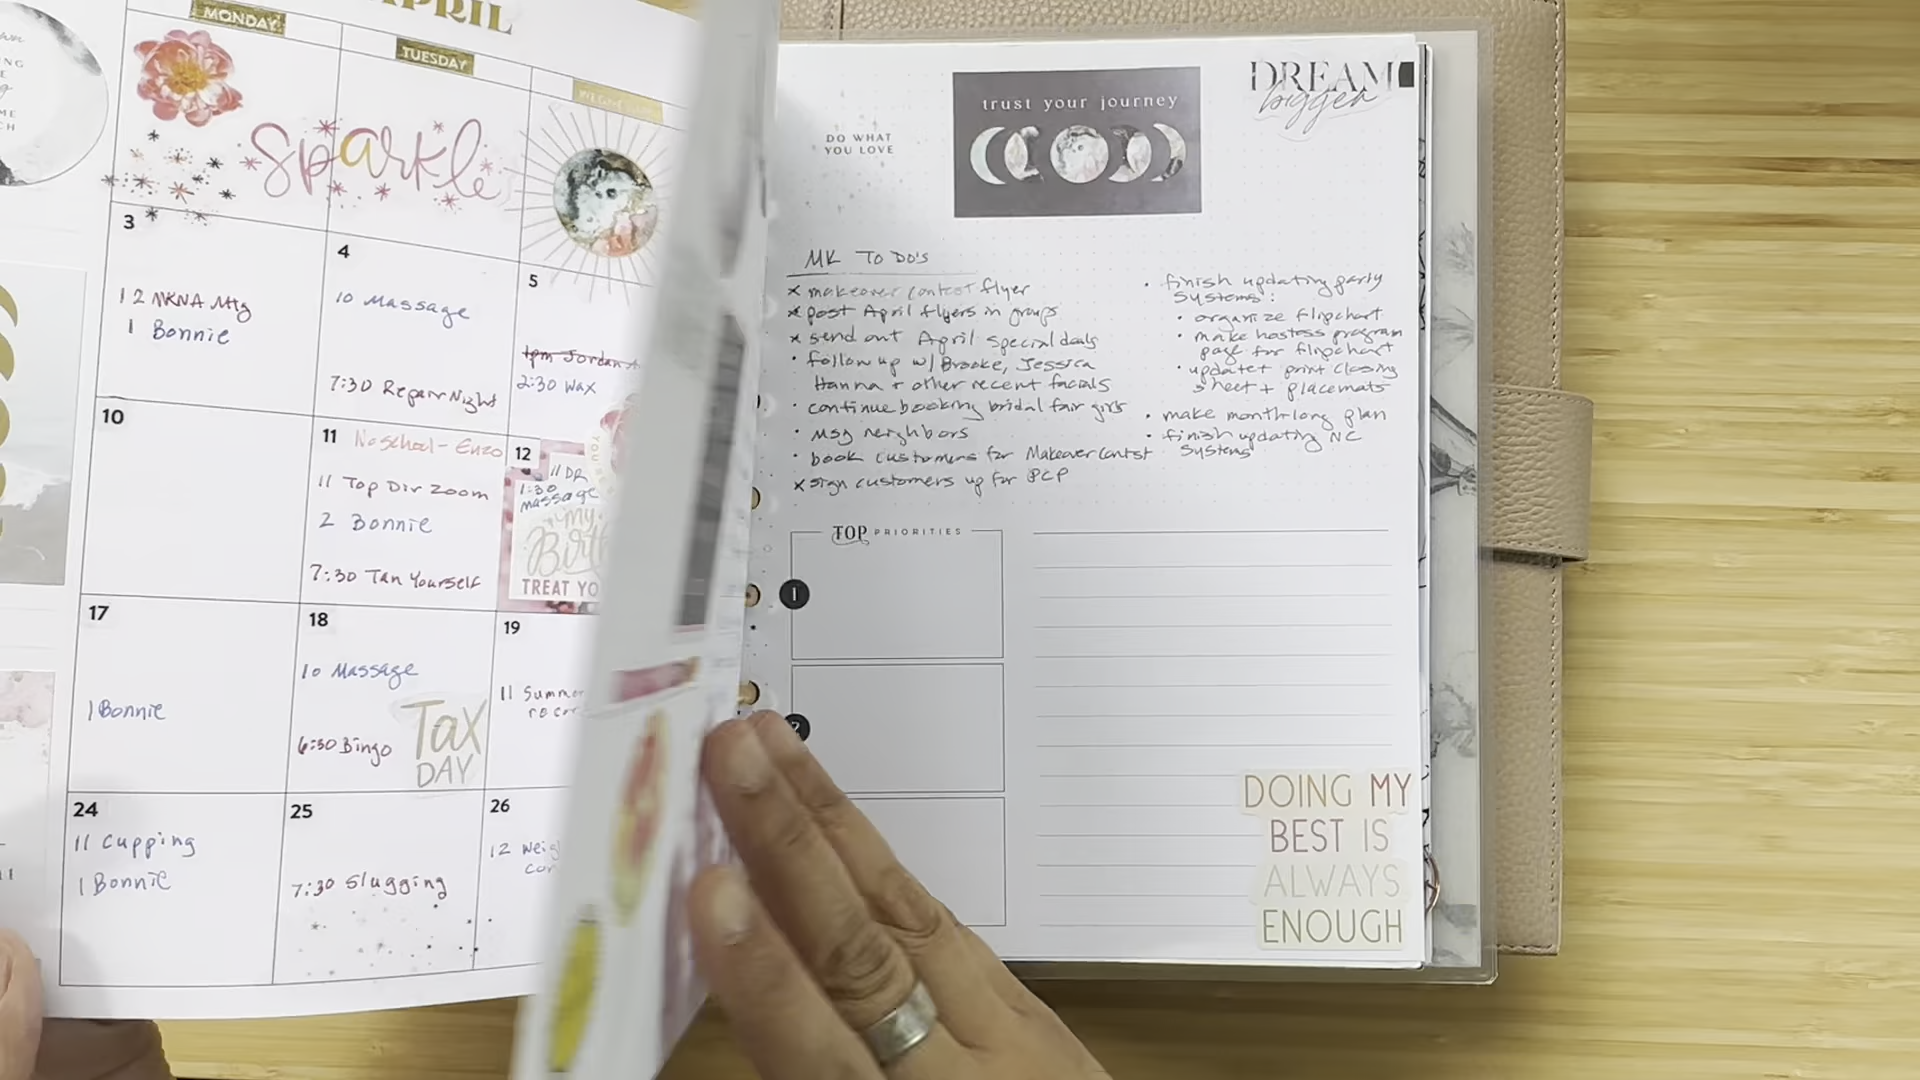 APRIL
MONDAY
TUESDAY
Sparkle
3
12 NKNA Mtg
1 Bonnie
4
10 Massage
7:30 Repair Night
5
1pm Jordan
2:30 Wax
10
11 No school - Enzo
11 Top Dir Zoom
2 Bonnie
7:30 Tan Yourself
12
11 DR
1:30
massage
my
TREAT YO
17
1 Bonnie
18
10 Massage
6:30 Bingo
Tax
DAY
19
11 Summe
24
11 Cupping
1 Bonnie
25
7:30 Slugging
26
12
DO WHAT
YOU LOVE
trust your journey
DREAM
bigger
MK TO DO'S
x makeover contest flyer
x post April flyers in groups
x send out April special deals
• follow up w/ Brooke, Jessica
Hanna + other recent facials
• continue booking bridal fair girls
• msg neighbors
• book customers for Makeover Contst
x sign customers up for PCP
• finish updating party
systems:
• organize flipchart
• make hostess program
page for flipchart
• update + print closing
sheet + placemats
• make month long plan
• finish updating NC
systems
TOP PRIORITIES
1
2
DOING MY
BEST IS
ALWAYS
ENOUGH